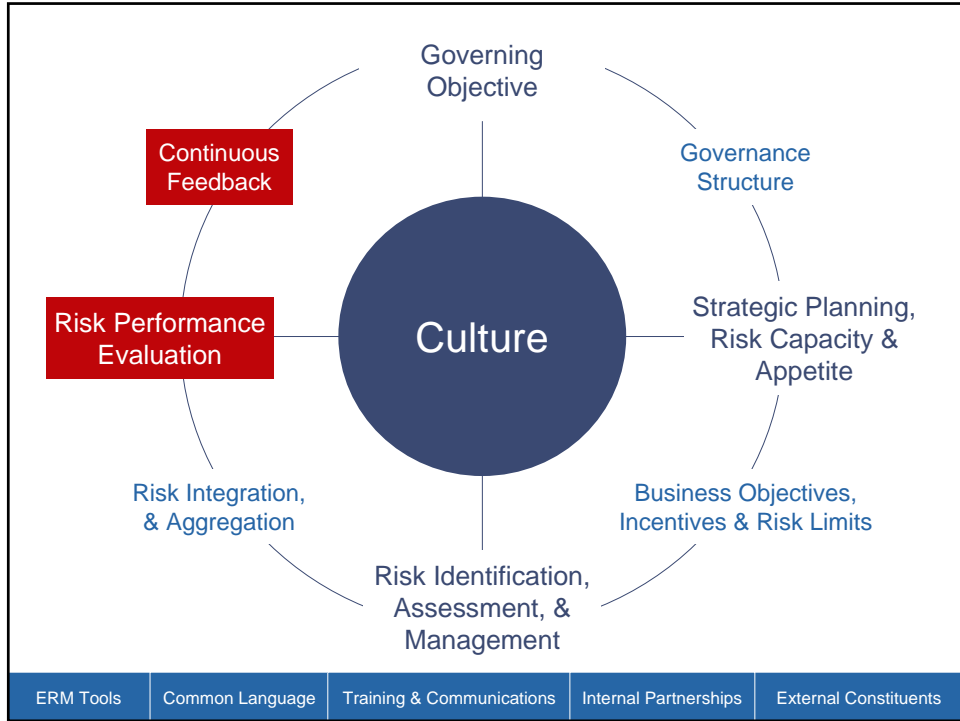 Governing
Objective
Continuous
Feedback
Governance
Structure
Risk Performance
Evaluation
Culture
Strategic Planning,
Risk Capacity &
Appetite
Risk Integration,
& Aggregation
Business Objectives,
Incentives & Risk Limits
Risk Identification,
Assessment, &
Management
ERM Tools
Common Language
Training & Communications
Internal Partnerships
External Constituents